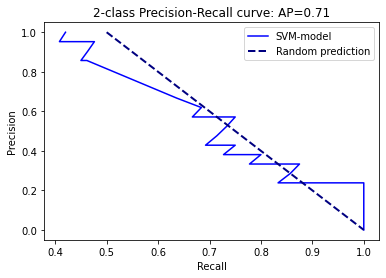 2-class Precision-Recall curve: AP=0.71
SVM-model
Random prediction
Precision
1.0
0.8
0.6
0.4
0.2
0.0
0.4 0.5 0.6 0.7 0.8 0.9 1.0
Recall